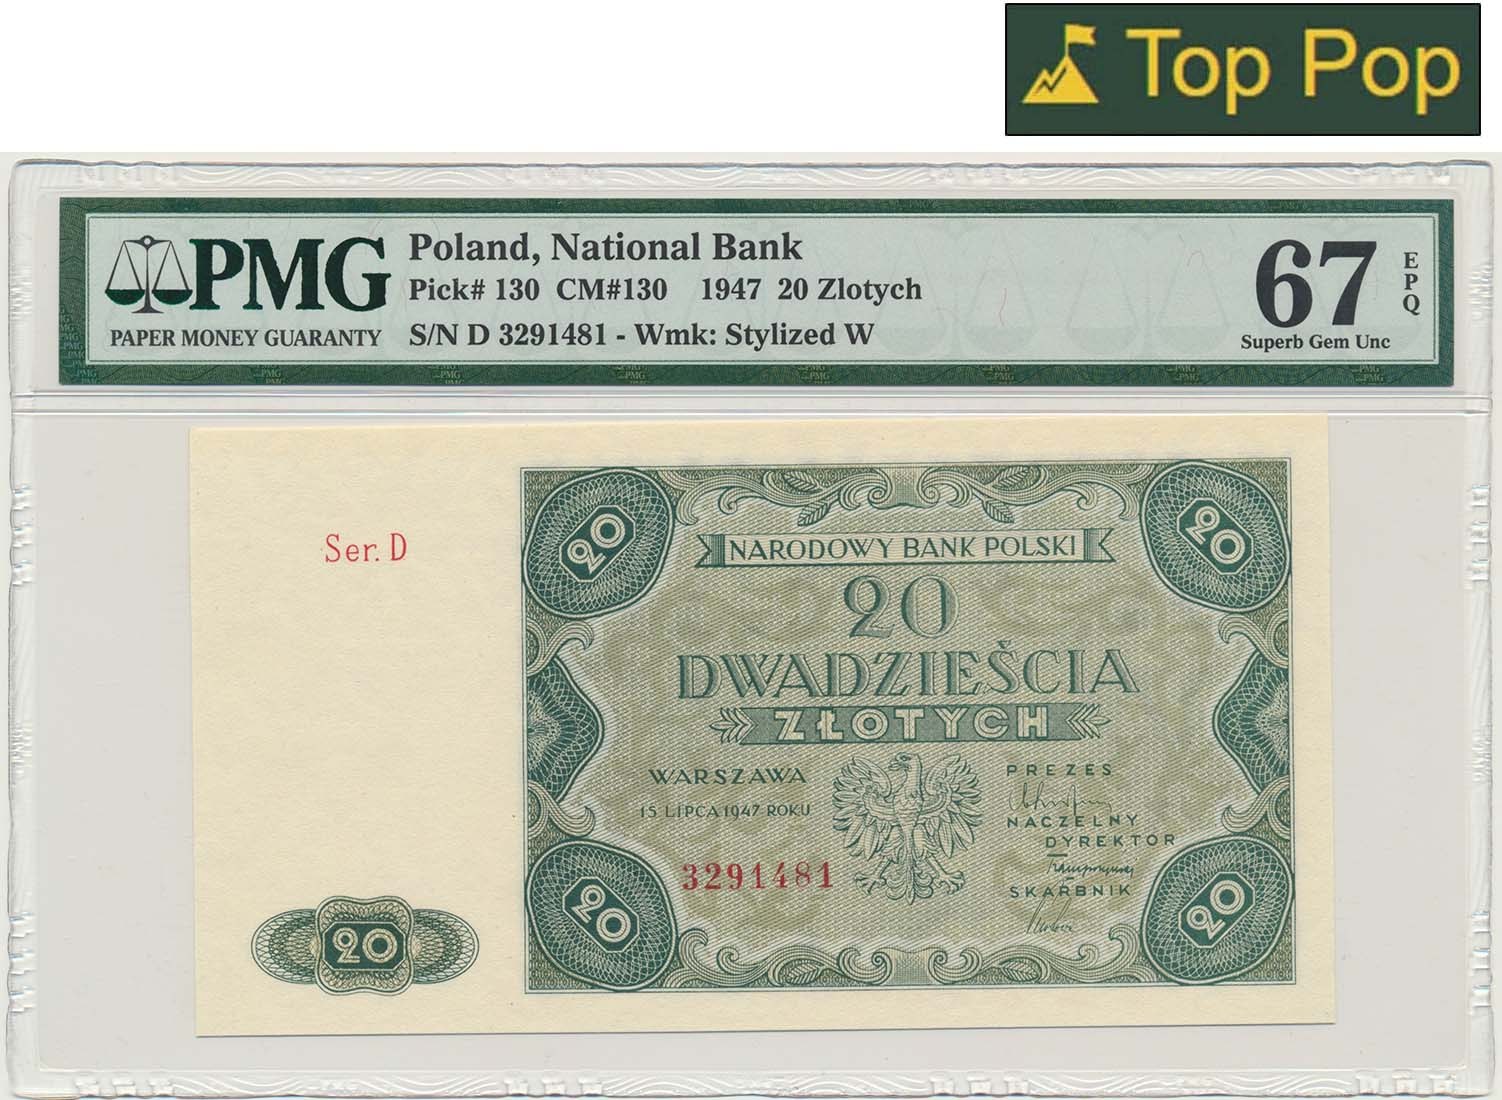 Top Pop
PMG
PAPER MONEY GUARANTY
Poland, National Bank
Pick# 130 CM#130 1947 20 Zlotych
S/N D 3291481 - Wmk: Stylized W
67
EPQ
Superb Gem Unc
Ser. D
20
20
NARODOWY BANK POLSKI
20
DWADZIEŚCIA
ZŁOTYCH
WARSZAWA
15 LIPCA 1947 ROKU
PREZES
NACZELNY
DYREKTOR
SKARBNIK
3291481
20
20
20